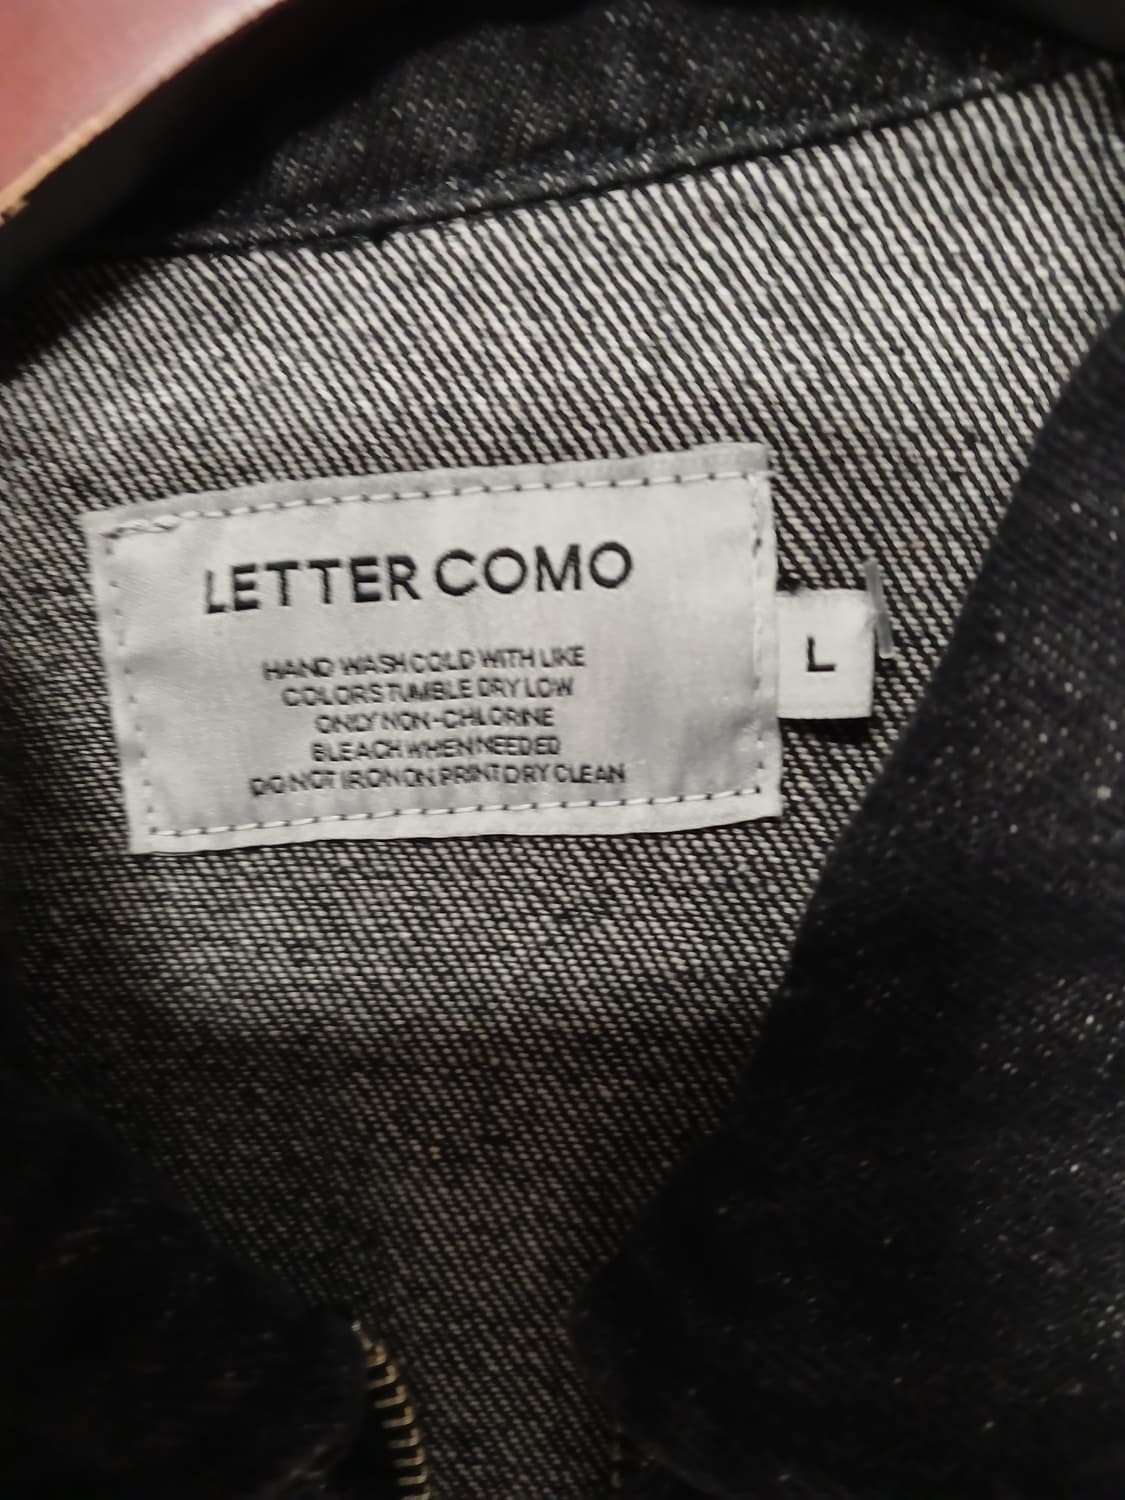 LETTER COMO
HAND WASH COLD WITH LIKE
COLORS TUMBLE DRY LOW
ONLY NON-CHLORINE
BLEACH WHEN NEEDED
DO NOT IRON ON PRINT DRY CLEAN
L